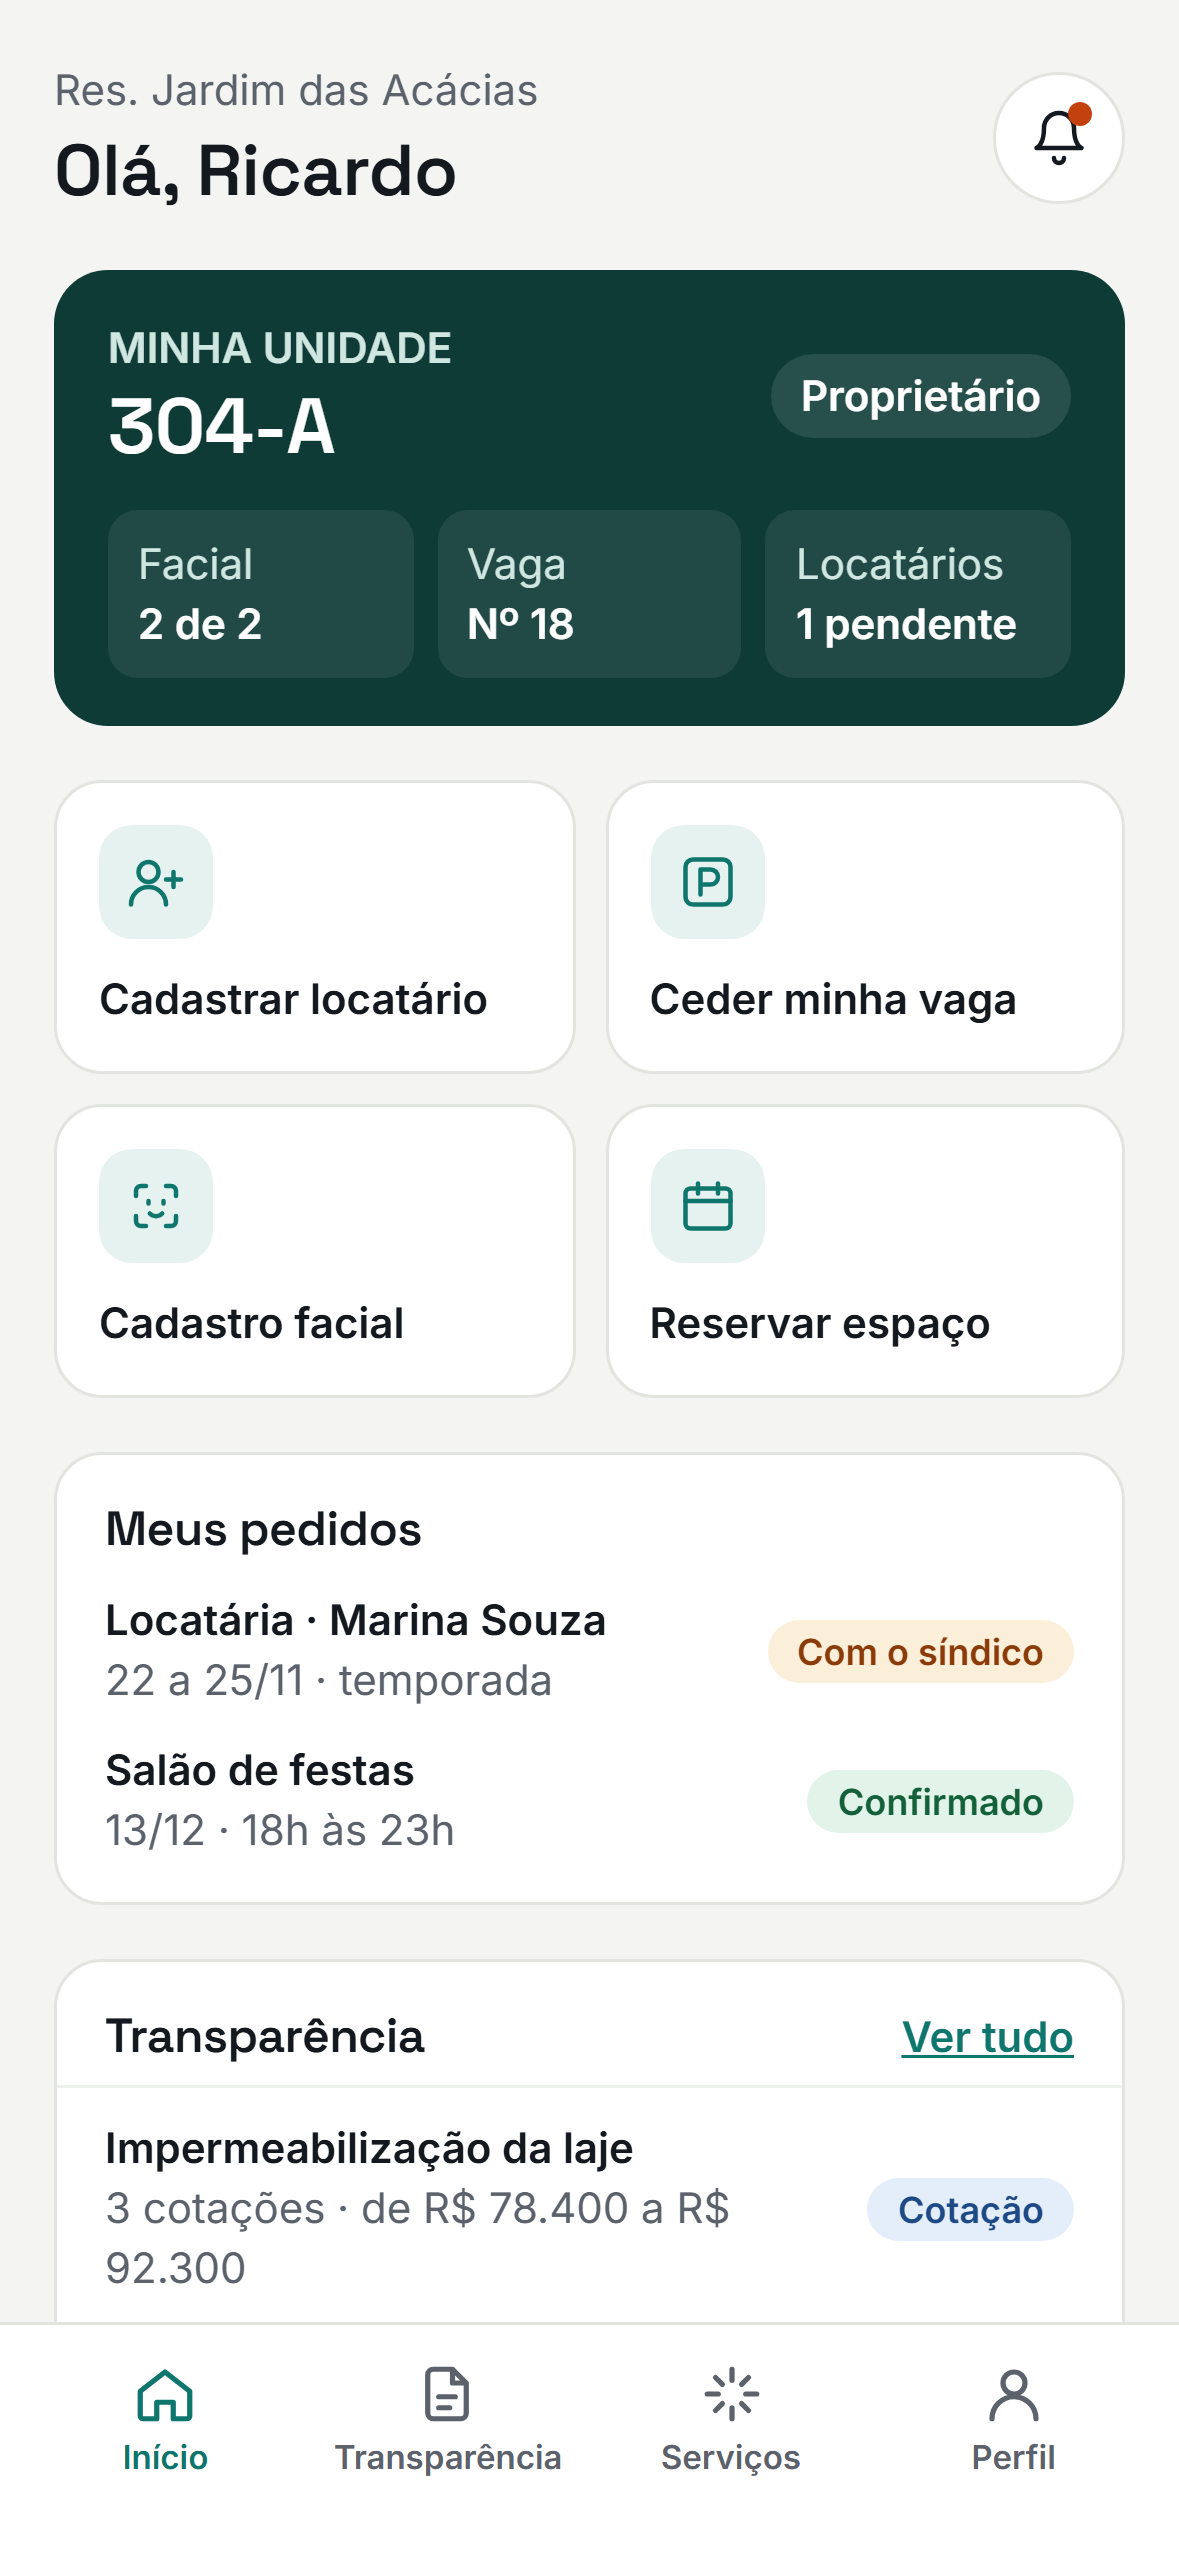 Res. Jardim das Acácias
Olá, Ricardo
MINHA UNIDADE
304-A
Proprietário
Facial
2 de 2
Vaga
Nº 18
Locatários
1 pendente
Cadastrar locatário
P
Ceder minha vaga
Cadastro facial
Reservar espaço
Meus pedidos
Locatária · Marina Souza
22 a 25/11 · temporada
Com o síndico
Salão de festas
13/12 · 18h às 23h
Confirmado
Transparência
Ver tudo
Impermeabilização da laje
3 cotações · de R$ 78.400 a R$
92.300
Cotação
Início
Transparência
Serviços
Perfil